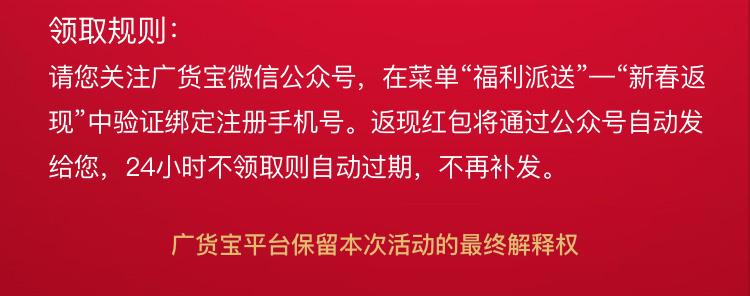 领取规则：
请您关注广货宝微信公众号，在菜单“福利派送”—“新春返
现”中验证绑定注册手机号。返现红包将通过公众号自动发
给您，24小时不领取则自动过期，不再补发。
广货宝平台保留本次活动的最终解释权